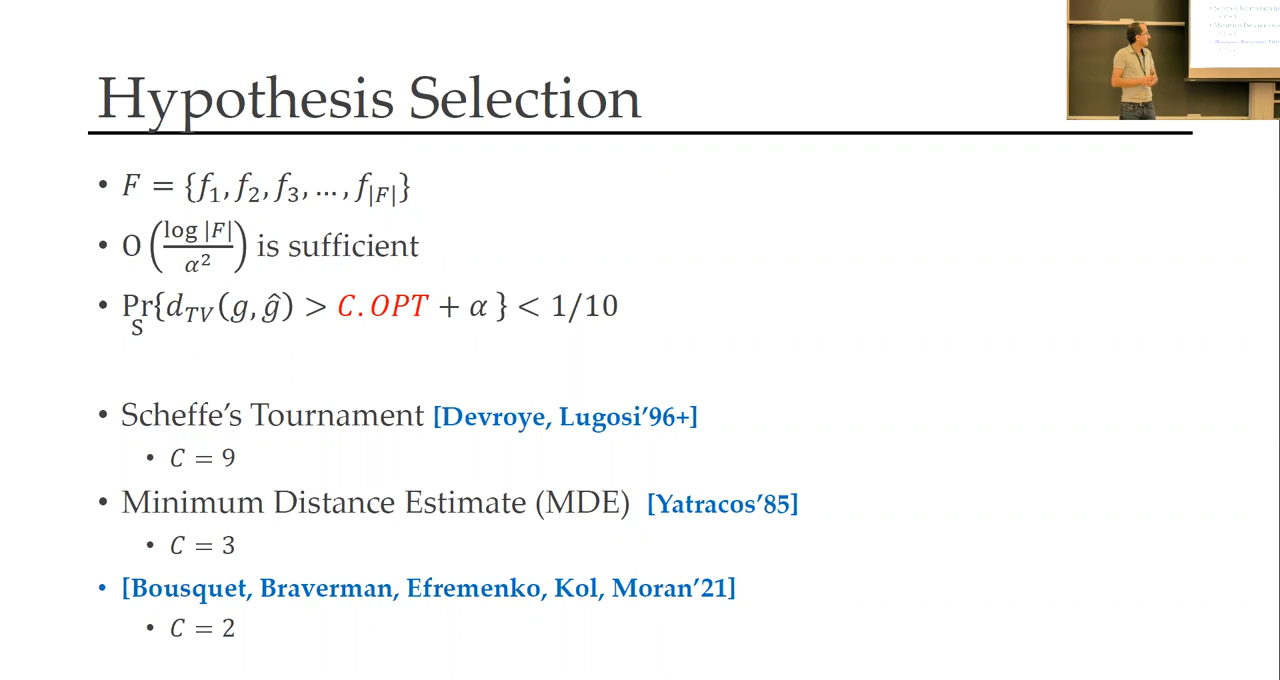 Hypothesis Selection
• F = {f₁, f₂, f₃, … , f|F|}
• O (log |F| / α²) is sufficient
• Pr{d_TV(g, ĝ) > C.OPT + α } < 1/10
S
• Scheffe's Tournament [Devroye, Lugosi'96+]
• C = 9
• Minimum Distance Estimate (MDE) [Yatracos'85]
• C = 3
• [Bousquet, Braverman, Efremenko, Kol, Moran'21]
• C = 2